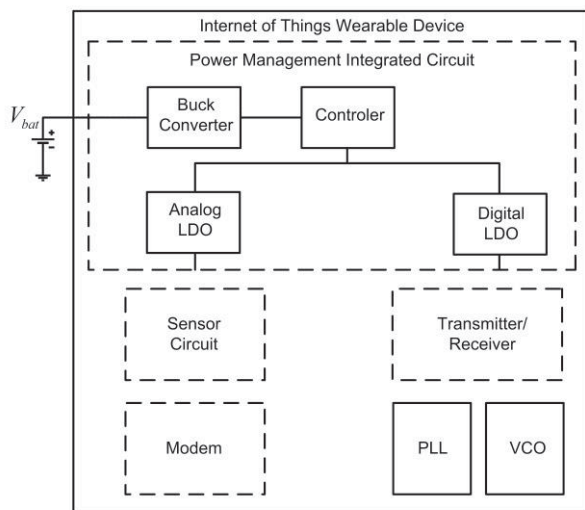 Internet of Things Wearable Device
Power Management Integrated Circuit
V_bat
+
-
Buck
Converter
Controler
Analog
LDO
Digital
LDO
Sensor
Circuit
Transmitter/
Receiver
Modem
PLL
VCO